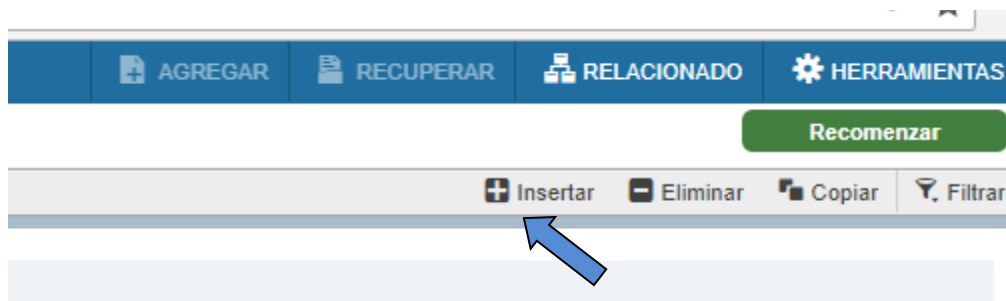 AGREGAR RECUPERAR RELACIONADO HERRAMIENTAS
Recomenzar
Insertar Eliminar Copiar Filtrar